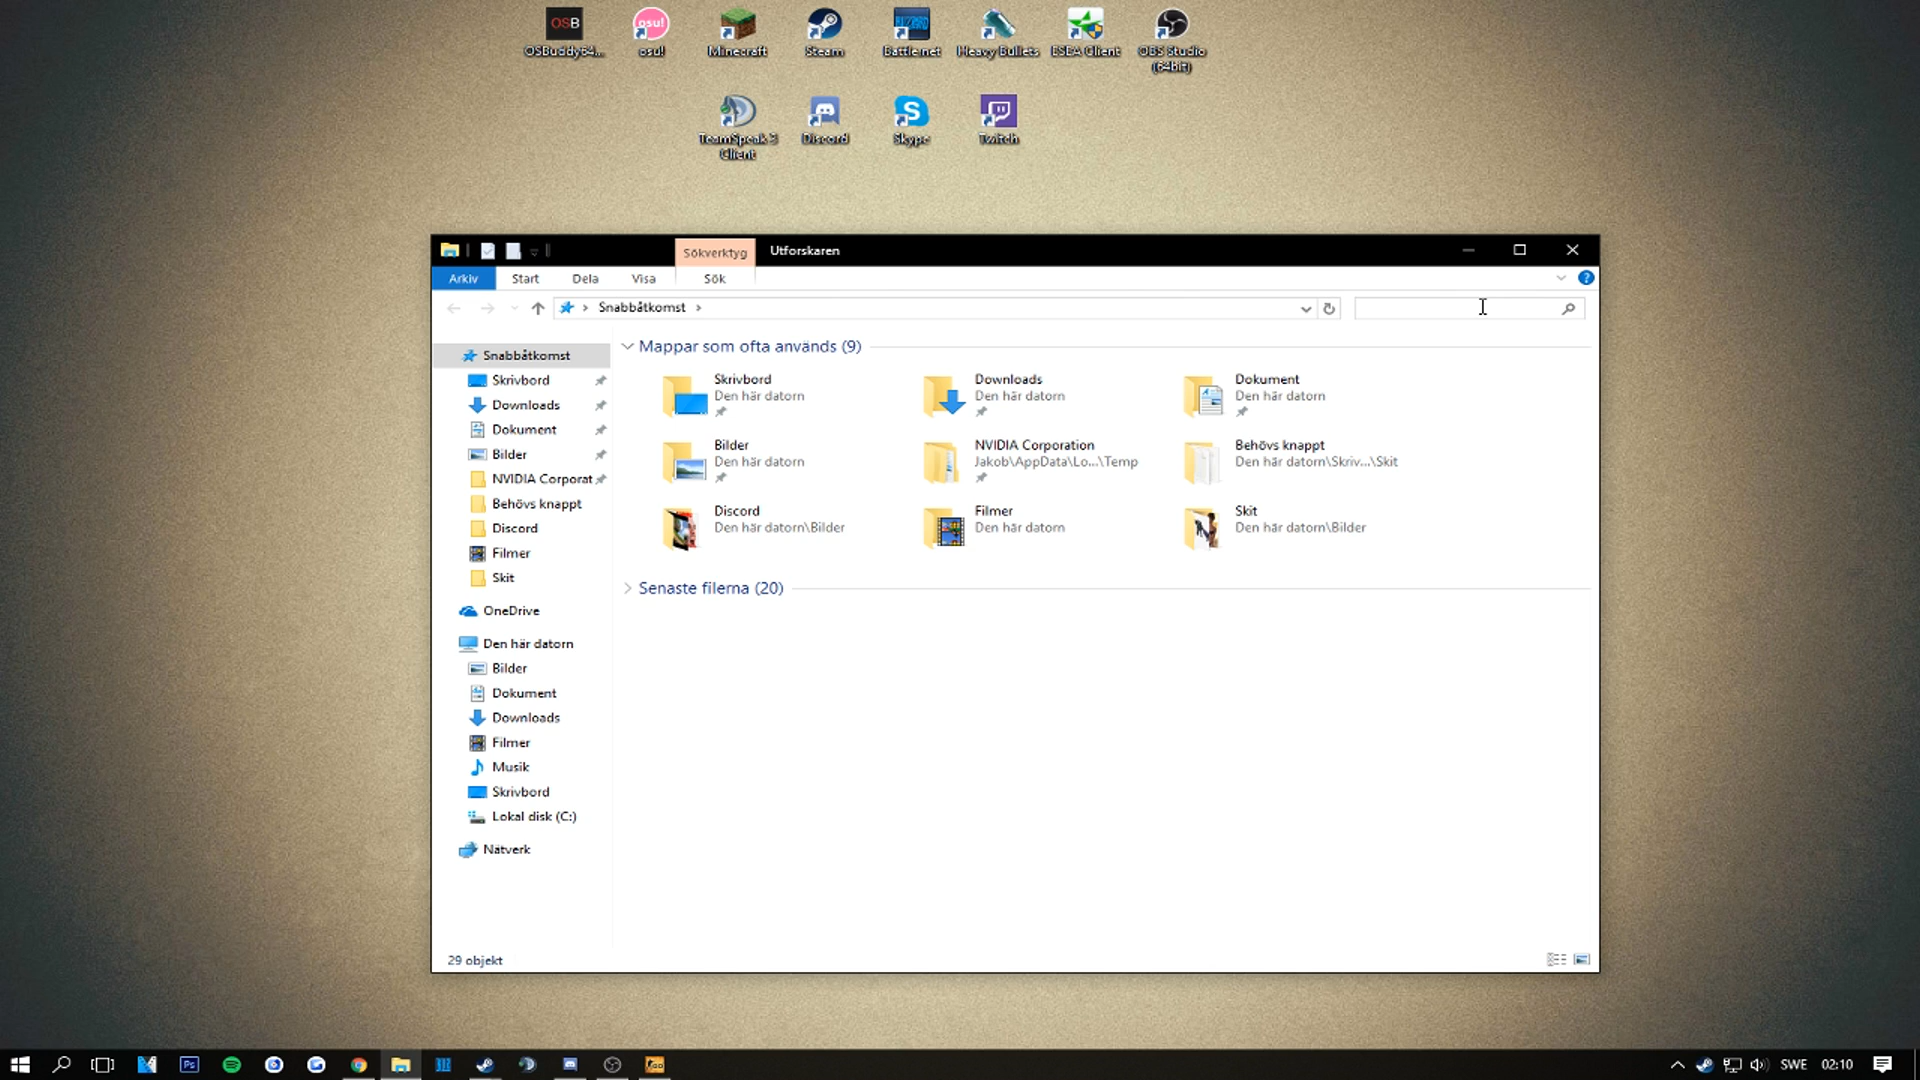 OSB
OSBuddy64...
osu!
osu!
Minecraft
Steam
BLIZZARD
Battle.net
Heavy Bullets
ESEA Client
OBS Studio
(64bit)
TeamSpeak 3
Client
Discord
Skype
Twitch
Sökverktyg
Utforskaren
Arkiv
Start
Dela
Visa
Sök
Snabbåtkomst
Snabbåtkomst
Skrivbord
Downloads
Dokument
Bilder
NVIDIA Corporat
Behövs knappt
Discord
Filmer
Skit
OneDrive
Den här datorn
Bilder
Dokument
Downloads
Filmer
Musik
Skrivbord
Lokal disk (C:)
Nätverk
Mappar som ofta används (9)
Skrivbord
Den här datorn
Downloads
Den här datorn
Dokument
Den här datorn
Bilder
Den här datorn
NVIDIA Corporation
Jakob\AppData\Lo...\Temp
Behövs knappt
Den här datorn\Skriv...\Skit
Discord
Den här datorn\Bilder
Filmer
Den här datorn
Skit
Den här datorn\Bilder
Senaste filerna (20)
29 objekt
Ps
SWE
02:10